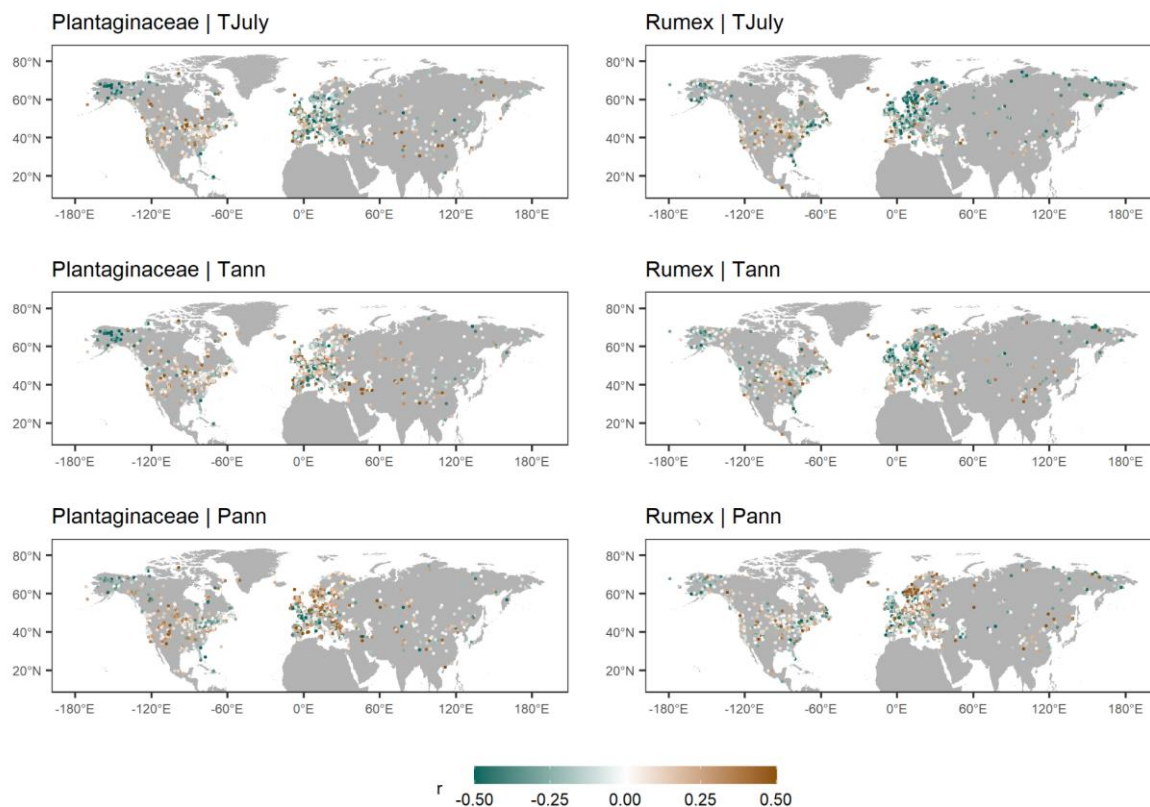 Plantaginaceae | TJuly
80°N
60°N
40°N
20°N
-180°E -120°E -60°E 0°E 60°E 120°E 180°E
Rumex | TJuly
80°N
60°N
40°N
20°N
-180°E -120°E -60°E 0°E 60°E 120°E 180°E
Plantaginaceae | Tann
80°N
60°N
40°N
20°N
-180°E -120°E -60°E 0°E 60°E 120°E 180°E
Rumex | Tann
80°N
60°N
40°N
20°N
-180°E -120°E -60°E 0°E 60°E 120°E 180°E
Plantaginaceae | Pann
80°N
60°N
40°N
20°N
-180°E -120°E -60°E 0°E 60°E 120°E 180°E
Rumex | Pann
80°N
60°N
40°N
20°N
-180°E -120°E -60°E 0°E 60°E 120°E 180°E
r -0.50 -0.25 0.00 0.25 0.50